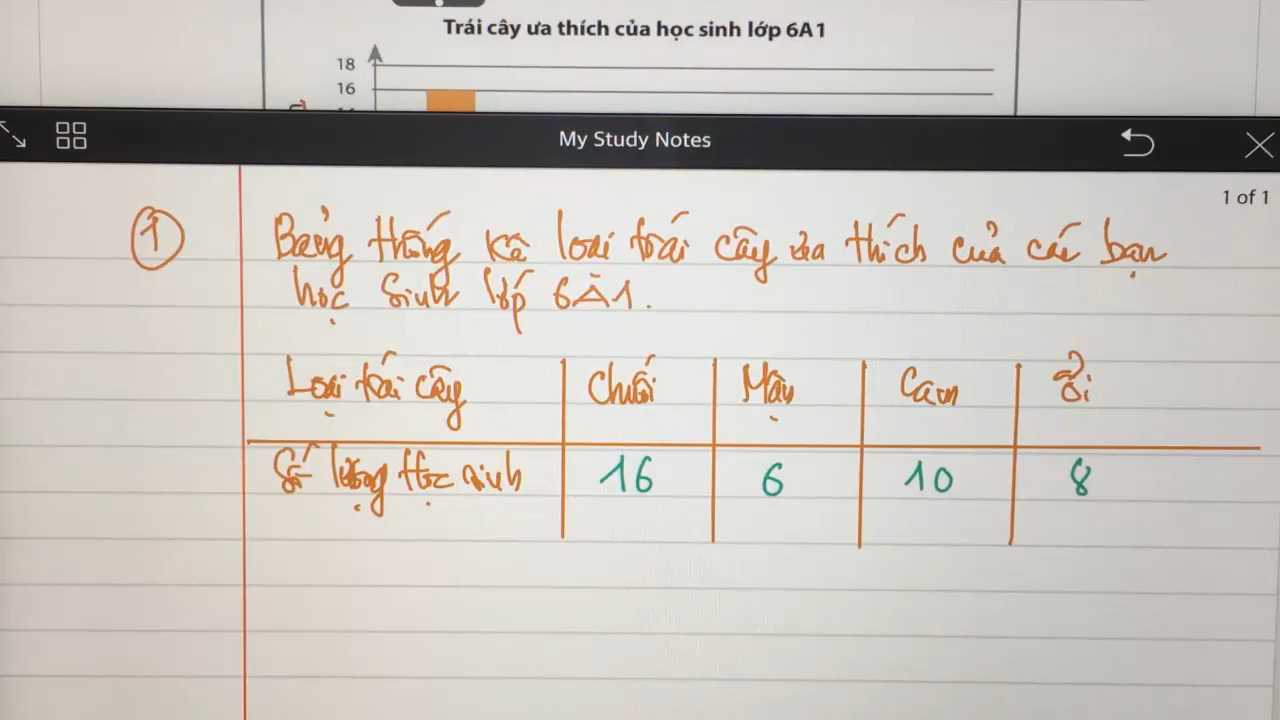 Trái cây ưa thích của học sinh lớp 6A1
18
16
My Study Notes
1 of 1
1 Bảng thống kê loại trái cây ưa thích của các bạn
học sinh lớp 6A1.
Loại trái cây Chuối Mận Cam Ổi
Số lượng học sinh 16 6 10 8